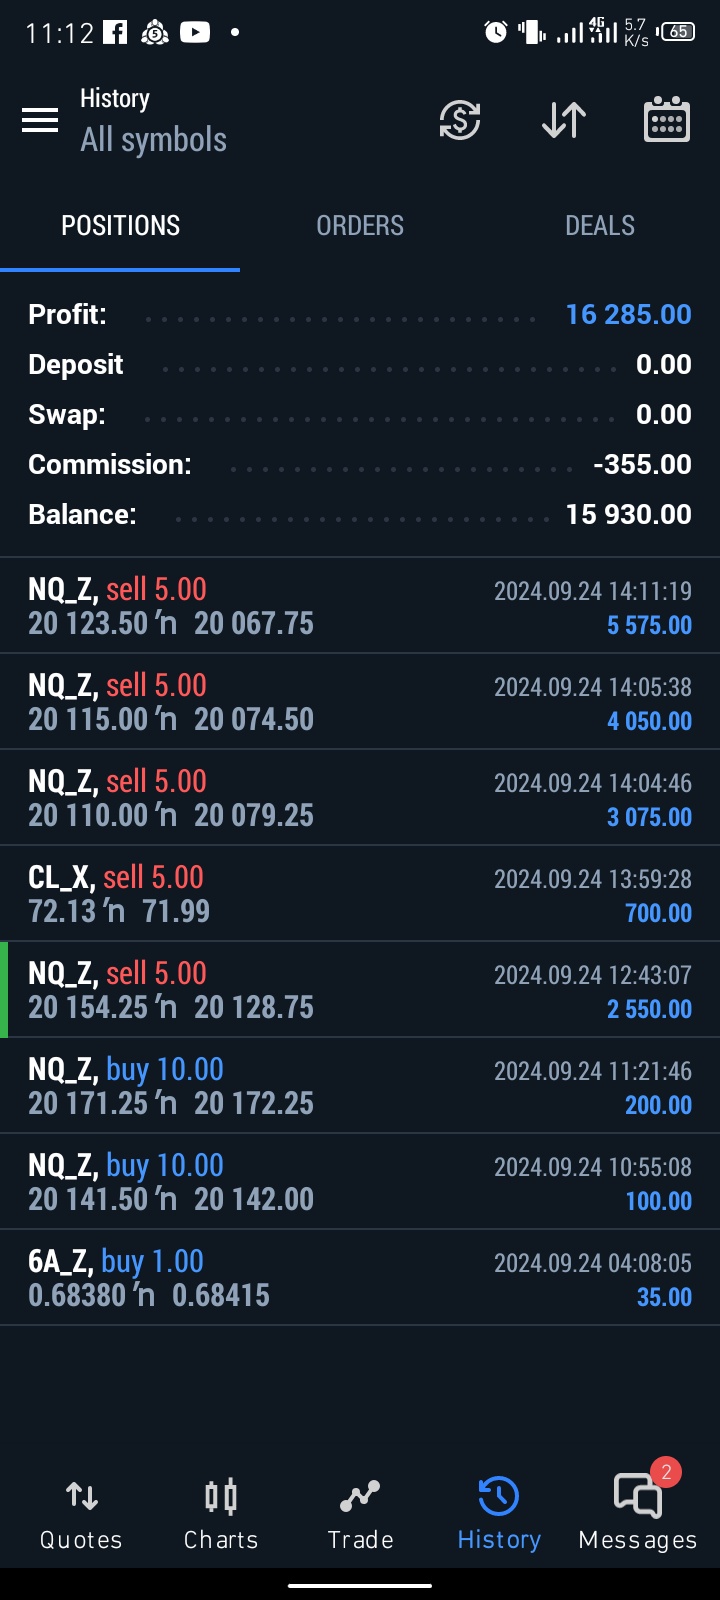 11:12
4G 5.7 K/s 65
History
All symbols
POSITIONS ORDERS DEALS
Profit: 16 285.00
Deposit 0.00
Swap: 0.00
Commission: -355.00
Balance: 15 930.00
NQ_Z, sell 5.00 2024.09.24 14:11:19
20 123.50 ’n 20 067.75 5 575.00
NQ_Z, sell 5.00 2024.09.24 14:05:38
20 115.00 ’n 20 074.50 4 050.00
NQ_Z, sell 5.00 2024.09.24 14:04:46
20 110.00 ’n 20 079.25 3 075.00
CL_X, sell 5.00 2024.09.24 13:59:28
72.13 ’n 71.99 700.00
NQ_Z, sell 5.00 2024.09.24 12:43:07
20 154.25 ’n 20 128.75 2 550.00
NQ_Z, buy 10.00 2024.09.24 11:21:46
20 171.25 ’n 20 172.25 200.00
NQ_Z, buy 10.00 2024.09.24 10:55:08
20 141.50 ’n 20 142.00 100.00
6A_Z, buy 1.00 2024.09.24 04:08:05
0.68380 ’n 0.68415 35.00
2
Quotes Charts Trade History Messages